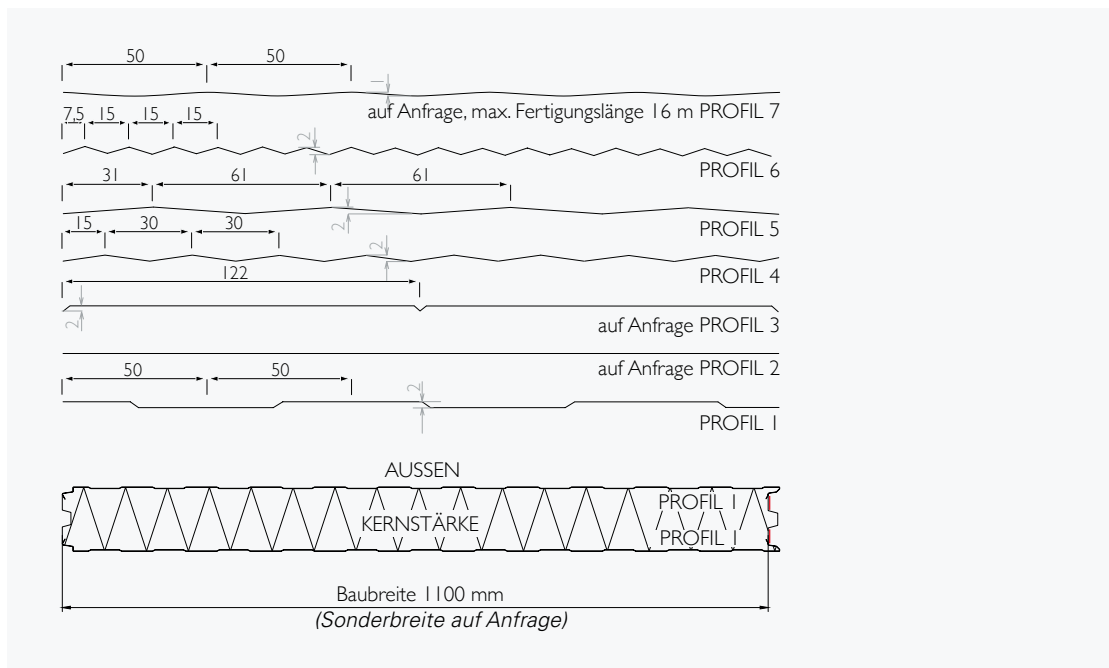 50 50
1
auf Anfrage, max. Fertigungslänge 16 m PROFIL 7
7,5 15 15 15
2
PROFIL 6
31 61 61
2
PROFIL 5
15 30 30
2
PROFIL 4
122
2
auf Anfrage PROFIL 3
auf Anfrage PROFIL 2
50 50
2
PROFIL 1
AUSSEN
PROFIL 1
KERNSTÄRKE
PROFIL 1
Baubreite 1100 mm
(Sonderbreite auf Anfrage)